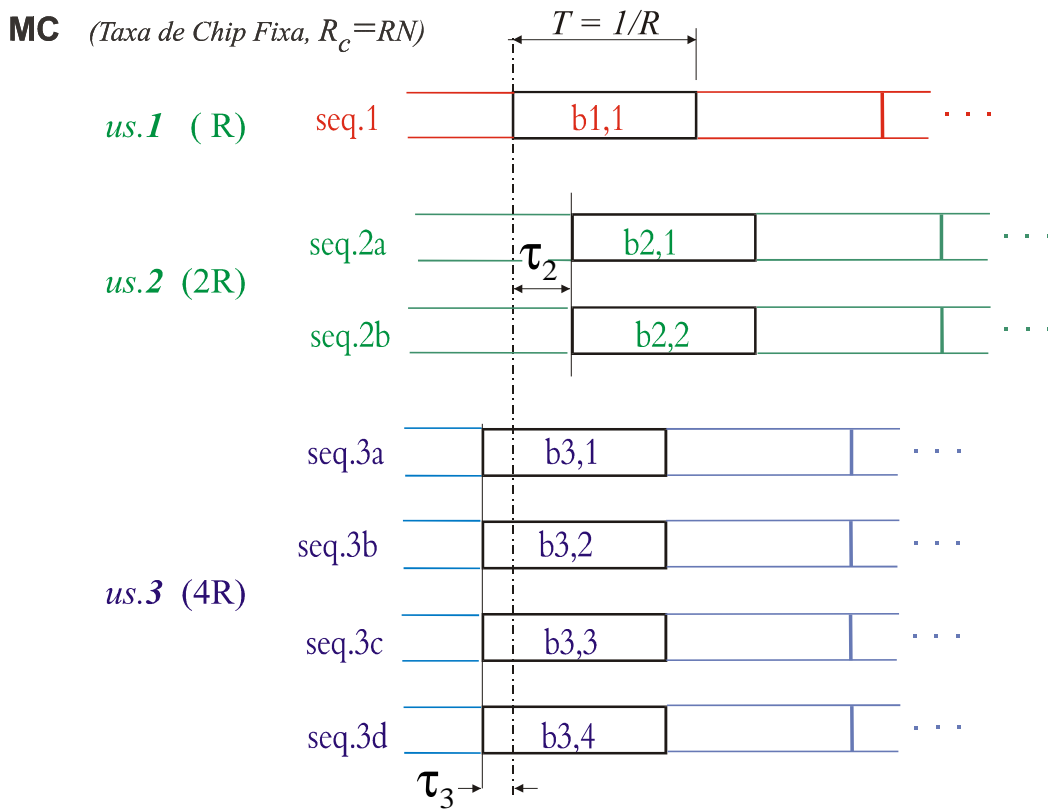 MC (Taxa de Chip Fixa, Rc=RN)
T = 1/R
us.1 ( R) seq.1 b1,1 . . .
seq.2a b2,1 . . .
us.2 (2R) τ2
seq.2b b2,2 . . .
seq.3a b3,1 . . .
seq.3b b3,2 . . .
us.3 (4R)
seq.3c b3,3 . . .
seq.3d b3,4 . . .
τ3